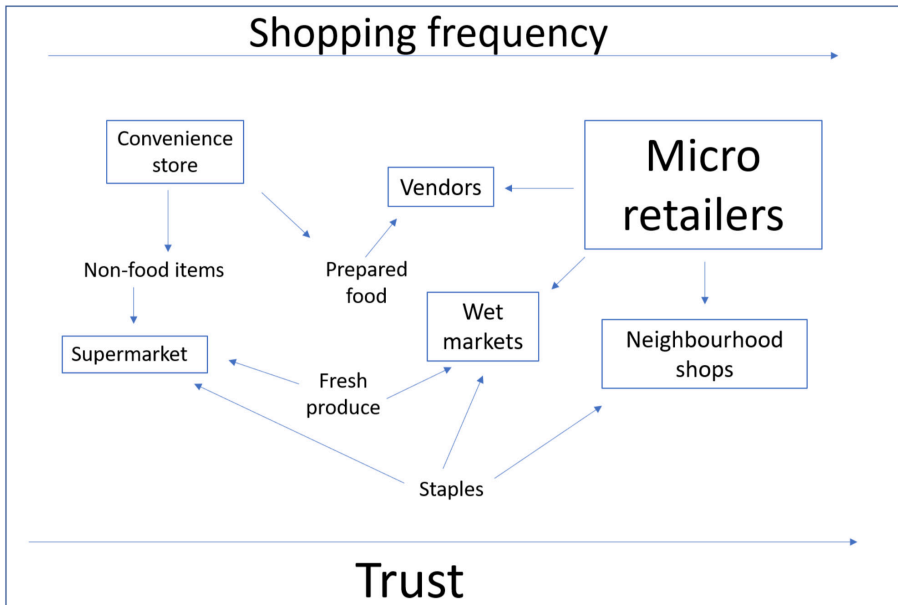 Shopping frequency
Convenience
store
Micro
retailers
Vendors
Non-food items
Prepared
food
Wet
markets
Neighbourhood
shops
Supermarket
Fresh
produce
Staples
Trust